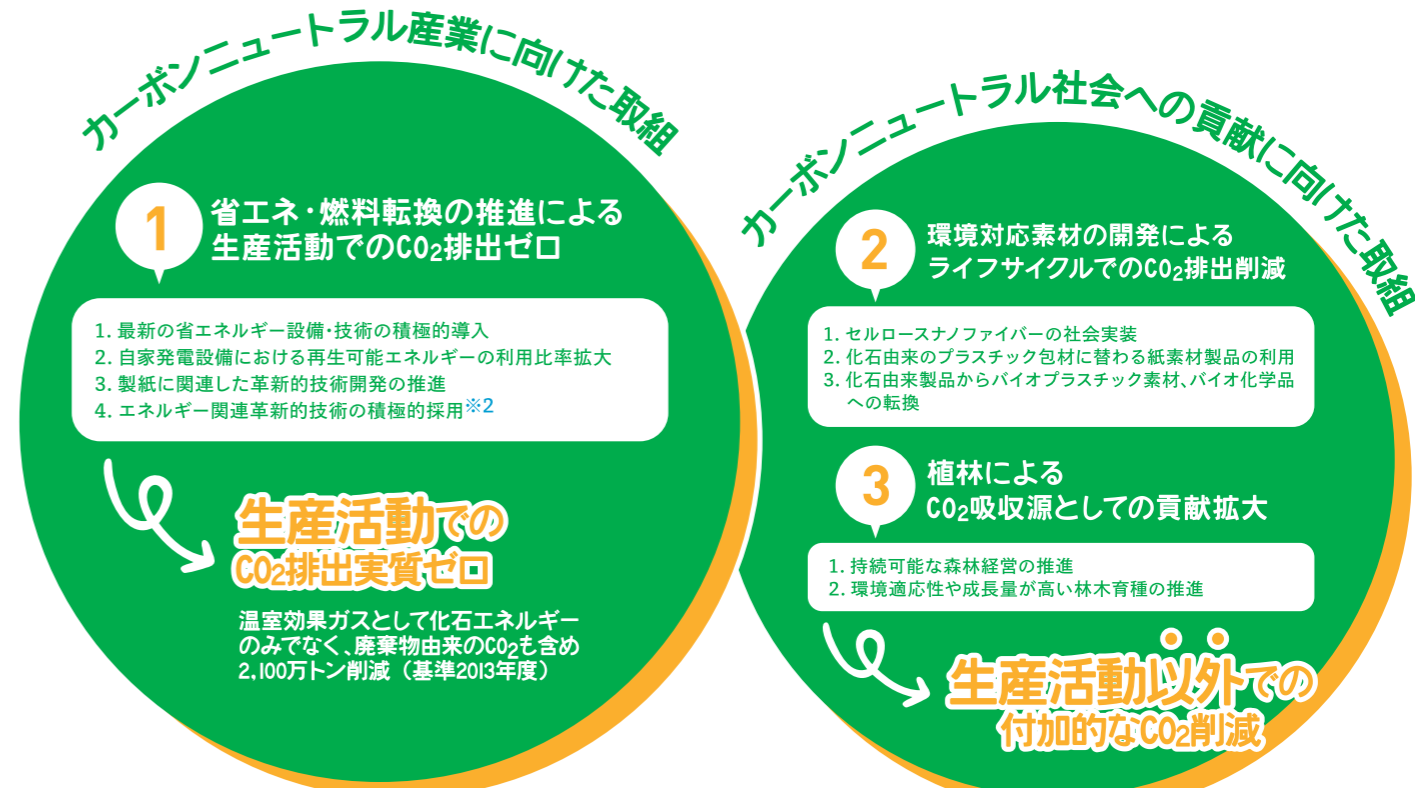 カーボンニュートラル産業に向けた取組
1
省エネ・燃料転換の推進による
生産活動でのCO2排出ゼロ
1. 最新の省エネルギー設備・技術の積極的導入
2. 自家発電設備における再生可能エネルギーの利用比率拡大
3. 製紙に関連した革新的技術開発の推進
4. エネルギー関連革新的技術の積極的採用※2
生産活動での
CO2排出実質ゼロ
温室効果ガスとして化石エネルギー
のみでなく、廃棄物由来のCO2も含め
2,100万トン削減（基準2013年度）
カーボンニュートラル社会への貢献に向けた取組
2
環境対応素材の開発による
ライフサイクルでのCO2排出削減
1. セルロースナノファイバーの社会実装
2. 化石由来のプラスチック包材に替わる紙素材製品の利用
3. 化石由来製品からバイオプラスチック素材、バイオ化学品
への転換
3
植林による
CO2吸収源としての貢献拡大
1. 持続可能な森林経営の推進
2. 環境適応性や成長量が高い林木育種の推進
生産活動以外での
付加的なCO2削減